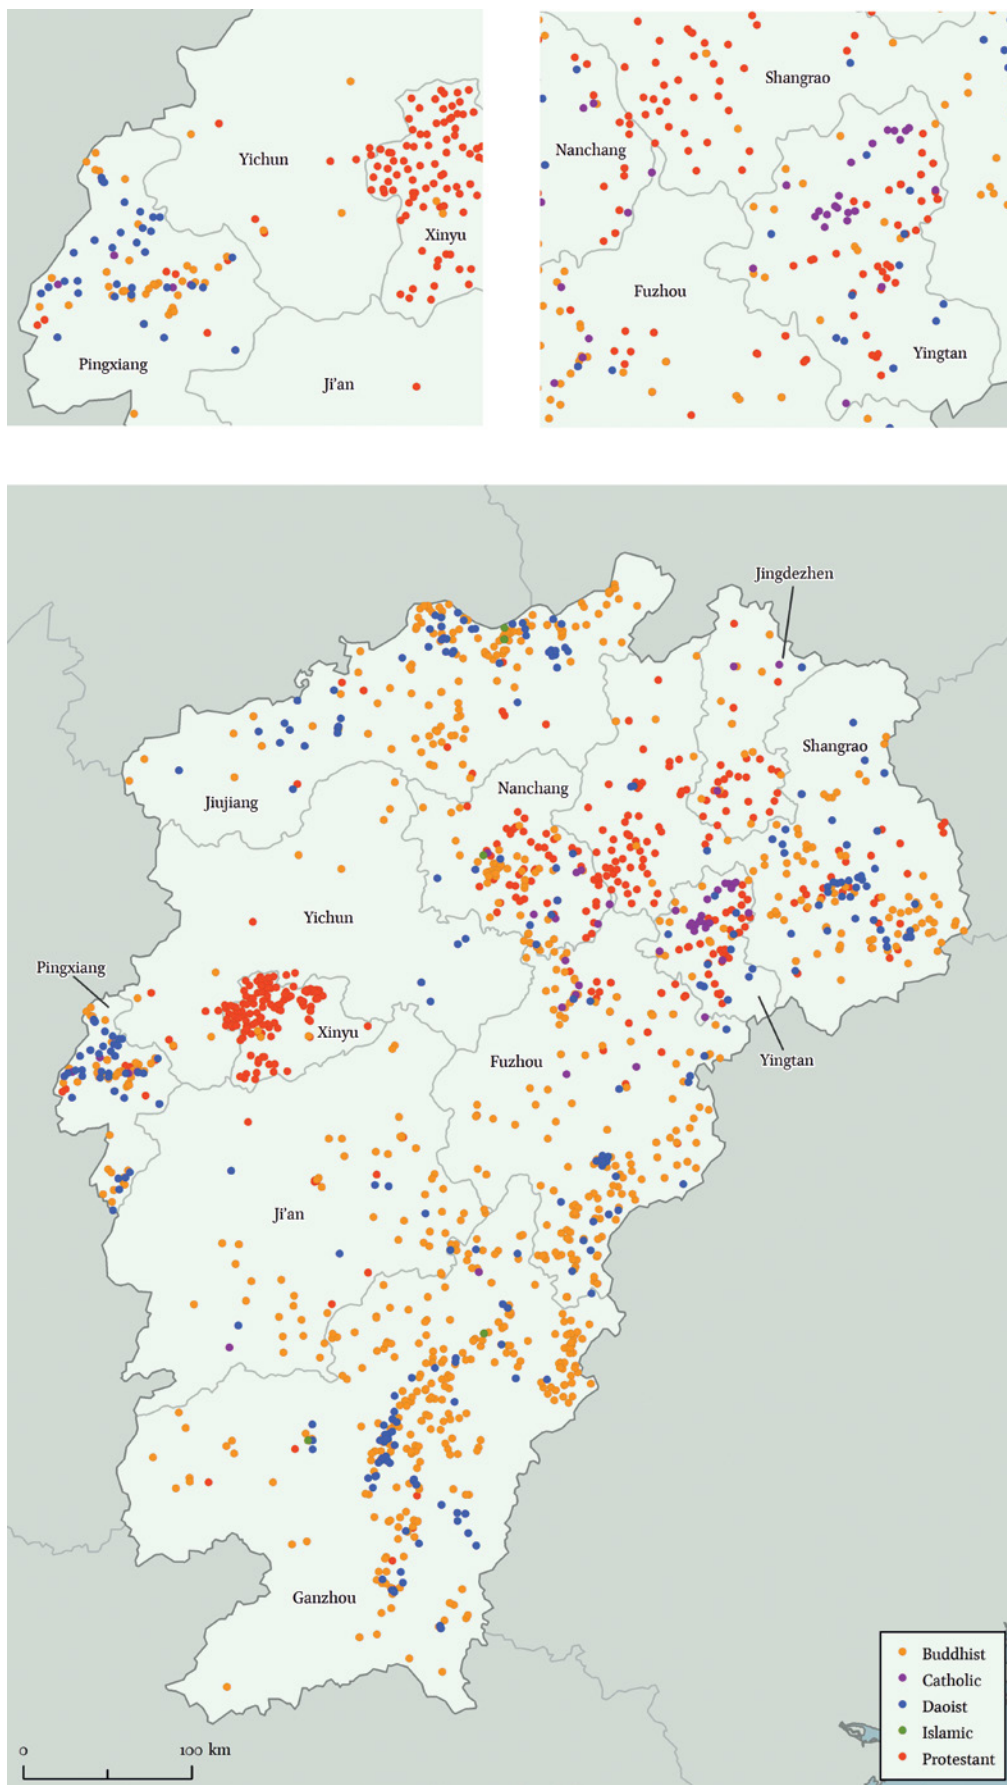 Yichun
Xinyu
Pingxiang
Ji'an
Shangrao
Nanchang
Fuzhou
Yingtan
Jingdezhen
Shangrao
Nanchang
Jiujiang
Yichun
Pingxiang
Xinyu
Fuzhou
Yingtan
Ji'an
Ganzhou
Buddhist
Catholic
Daoist
Islamic
Protestant
0 100 km